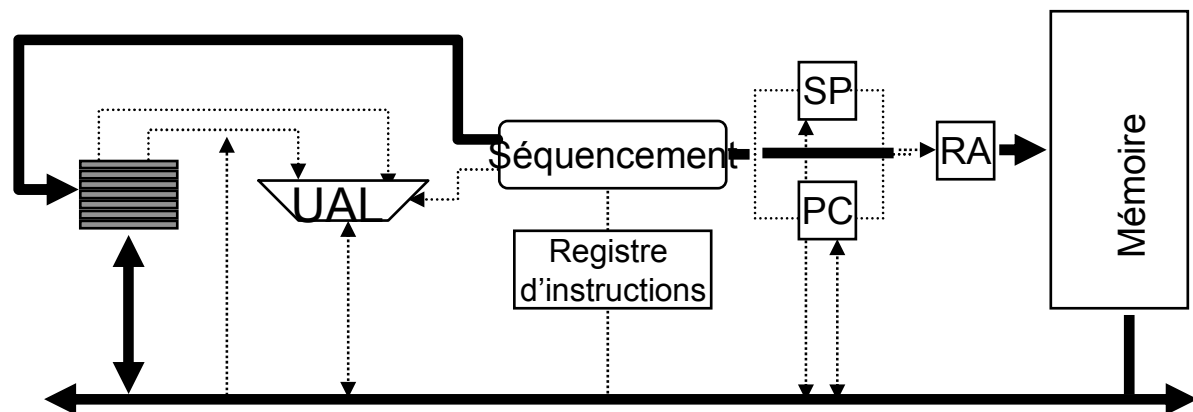 SP
Séquencement
RA
Mémoire
UAL
PC
Registre
d’instructions